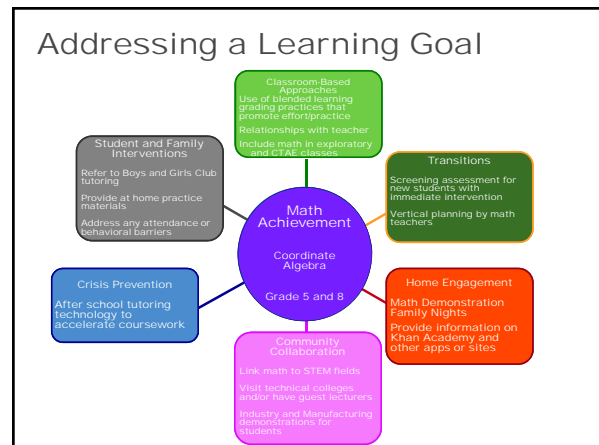 Addressing a Learning Goal
Classroom-Based
Approaches
Use of blended learning
grading practices that
promote effort/practice
Relationships with teacher
Include math in exploratory
and CTAE classes
Student and Family
Interventions
Refer to Boys and Girls Club
tutoring
Provide at home practice
materials
Address any attendance or
behavioral barriers
Transitions
Screening assessment for
new students with
immediate intervention
Vertical planning by math
teachers
Math
Achievement
Coordinate
Algebra
Grade 5 and 8
Crisis Prevention
After school tutoring
technology to
accelerate coursework
Home Engagement
Math Demonstration
Family Nights
Provide information on
Khan Academy and
other apps or sites
Community
Collaboration
Link math to STEM fields
Visit technical colleges
and/or have guest lecturers
Industry and Manufacturing
demonstrations for
students